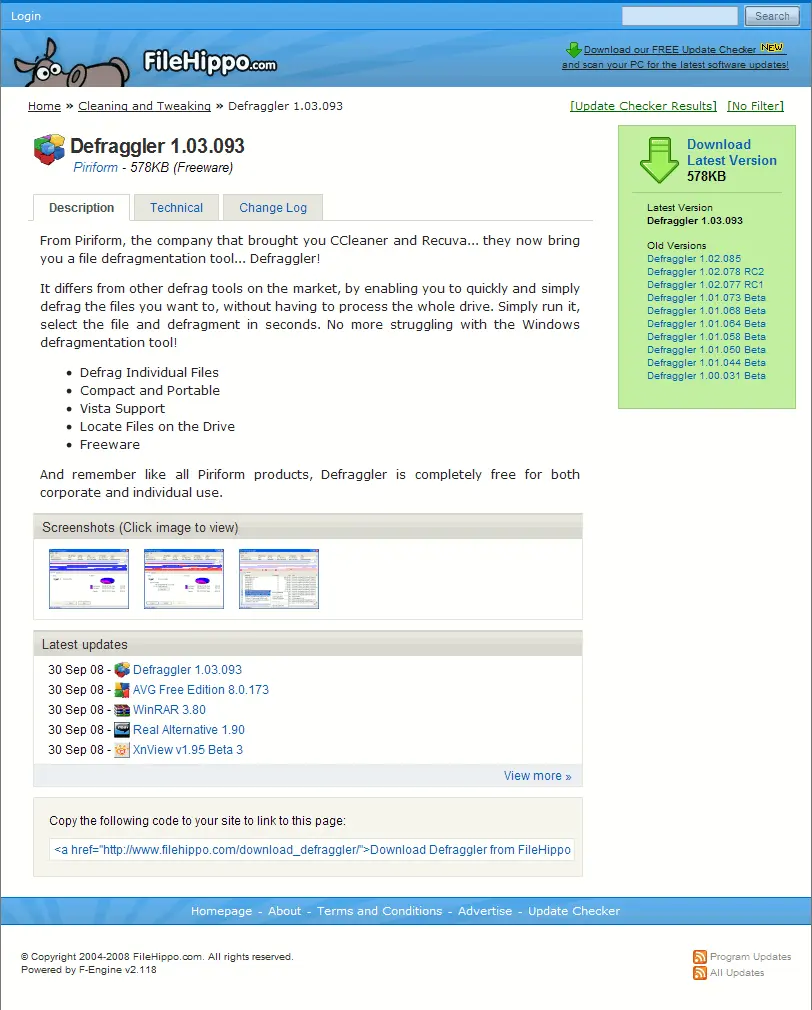 Login
Search
FileHippo.com
Download our FREE Update Checker NEW
and scan your PC for the latest software updates!
Home » Cleaning and Tweaking » Defraggler 1.03.093
[Update Checker Results] [No Filter]
Defraggler 1.03.093
Piriform - 578KB (Freeware)
Description
Technical
Change Log
From Piriform, the company that brought you CCleaner and Recuva... they now bring
you a file defragmentation tool... Defraggler!
It differs from other defrag tools on the market, by enabling you to quickly and simply
defrag the files you want to, without having to process the whole drive. Simply run it,
select the file and defragment in seconds. No more struggling with the Windows
defragmentation tool!
• Defrag Individual Files
• Compact and Portable
• Vista Support
• Locate Files on the Drive
• Freeware
And remember like all Piriform products, Defraggler is completely free for both
corporate and individual use.
Screenshots (Click image to view)
Latest updates
30 Sep 08 - Defraggler 1.03.093
30 Sep 08 - AVG Free Edition 8.0.173
30 Sep 08 - WinRAR 3.80
30 Sep 08 - Real Alternative 1.90
30 Sep 08 - XnView v1.95 Beta 3
View more »
Copy the following code to your site to link to this page:
<a href="http://www.filehippo.com/download_defraggler/">Download Defraggler from FileHippo
Download
Latest Version
578KB
Latest Version
Defraggler 1.03.093
Old Versions
Defraggler 1.02.085
Defraggler 1.02.078 RC2
Defraggler 1.02.077 RC1
Defraggler 1.01.073 Beta
Defraggler 1.01.068 Beta
Defraggler 1.01.064 Beta
Defraggler 1.01.058 Beta
Defraggler 1.01.050 Beta
Defraggler 1.01.044 Beta
Defraggler 1.00.031 Beta
Homepage - About - Terms and Conditions - Advertise - Update Checker
© Copyright 2004-2008 FileHippo.com. All rights reserved.
Powered by F-Engine v2.118
Program Updates
All Updates